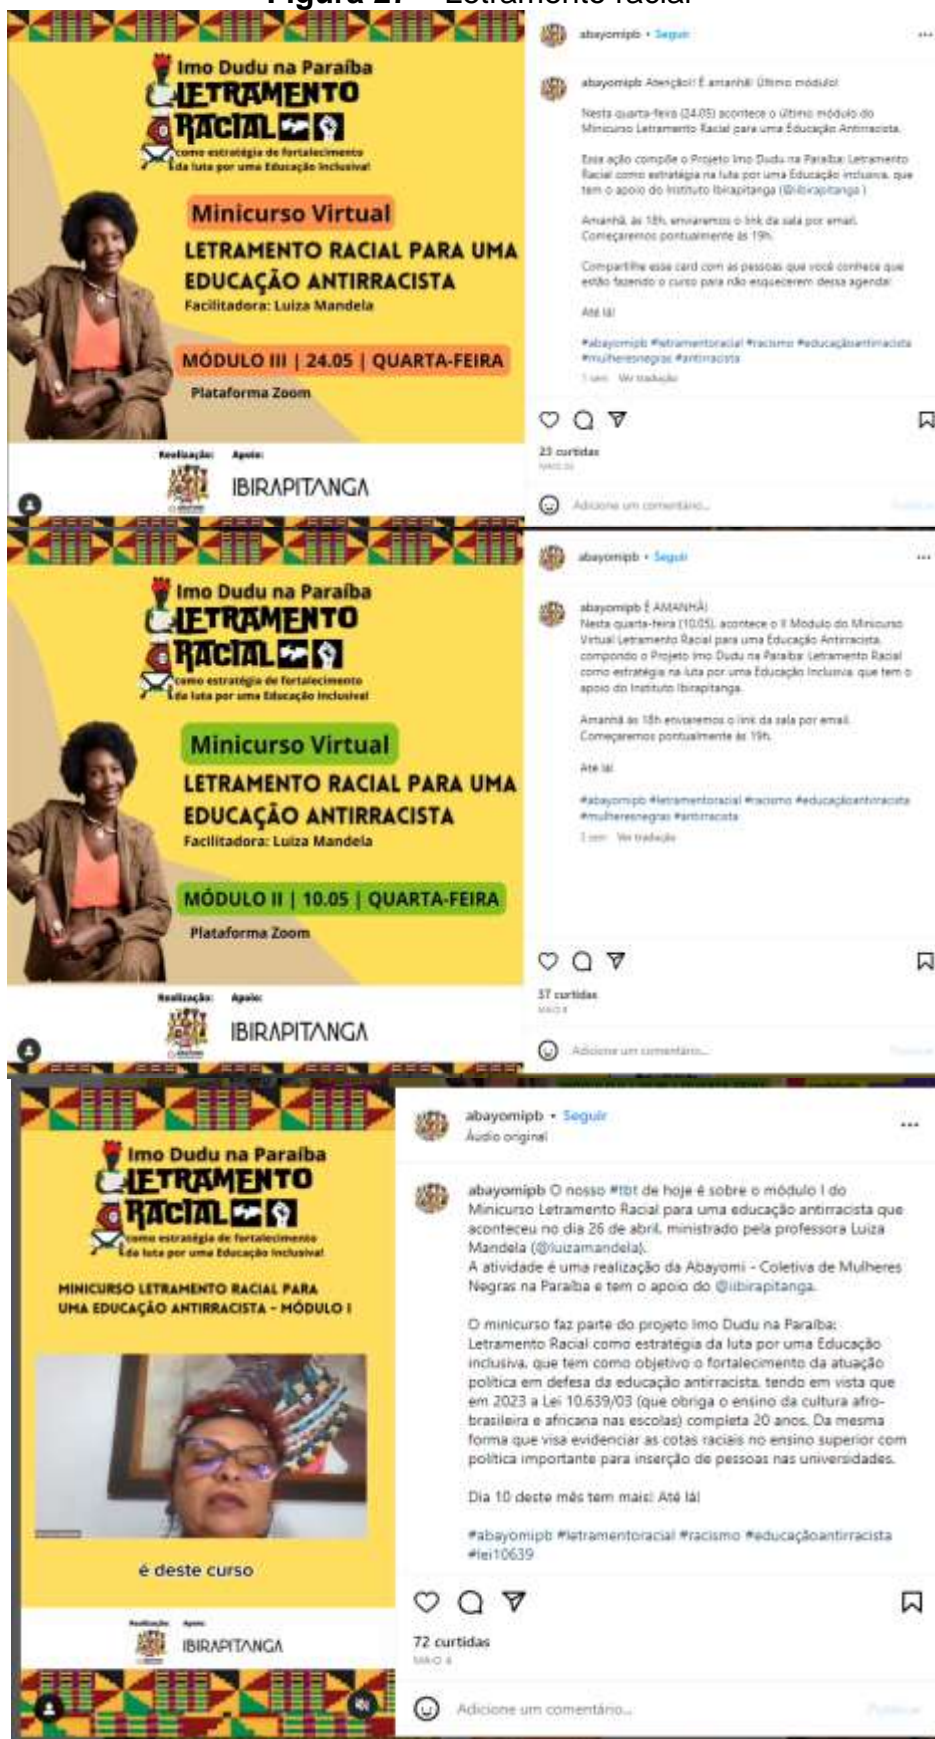 Figura 27 – Letramento racial
Imo Dudu na Paraíba
LETRAMENTO
RACIAL
como estratégia de fortalecimento
da luta por uma Educação Inclusiva!
Minicurso Virtual
LETRAMENTO RACIAL PARA UMA
EDUCAÇÃO ANTIRRACISTA
Facilitadora: Luiza Mandela
MÓDULO III | 24.05 | QUARTA-FEIRA
Plataforma Zoom
Realização: Apoio:
IBIRAPITANGA
abayomipb • Seguir
abayomipb Atenção!! É amanhã! Último módulo!
Nesta quarta-feira (24.05) acontece o último módulo do
Minicurso Letramento Racial para uma Educação Antirracista.
Essa ação compõe o Projeto Imo Dudu na Paraíba: Letramento
Racial como estratégia na luta por uma Educação inclusiva, que
tem o apoio do Instituto Ibirapitanga (@iibirapitanga )
Amanhã, às 18h, enviaremos o link da sala por email.
Começaremos pontualmente às 19h.
Compartilhe esse card com as pessoas que você conhece que
estão fazendo o curso para não esquecerem dessa agenda!
Até lá!
#abayomipb #letramentoracial #racismo #educaçãoantirracista
#mulheresnegras #antirracista
1 sem Ver tradução
23 curtidas
Adicione um comentário...
Publicar
Imo Dudu na Paraíba
LETRAMENTO
RACIAL
como estratégia de fortalecimento
da luta por uma Educação Inclusiva!
Minicurso Virtual
LETRAMENTO RACIAL PARA UMA
EDUCAÇÃO ANTIRRACISTA
Facilitadora: Luiza Mandela
MÓDULO II | 10.05 | QUARTA-FEIRA
Plataforma Zoom
Realização: Apoio:
IBIRAPITANGA
abayomipb • Seguir
abayomipb É AMANHÃ!
Nesta quarta-feira (10.05), acontece o II Modulo do Minicurso
Virtual Letramento Racial para uma Educação Antirracista,
compondo o Projeto Imo Dudu na Paraíba: Letramento Racial
como estratégia na luta por uma Educação Inclusiva, que tem o
apoio do Instituto Ibirapitanga.
Amanhã às 18h enviaremos o link da sala por email.
Começaremos pontualmente às 19h.
Até lá!
#abayomipb #letramentoracial #racismo #educaçãoantirracista
#mulheresnegras #antirracista
3 sem Ver tradução
37 curtidas
Adicione um comentário...
Imo Dudu na Paraíba
LETRAMENTO
RACIAL
como estratégia de fortalecimento
da luta por uma Educação Inclusiva!
MINICURSO LETRAMENTO RACIAL PARA
UMA EDUCAÇÃO ANTIRRACISTA - MÓDULO I
é deste curso
Realização: Apoio:
IBIRAPITANGA
abayomipb • Seguir
Áudio original
abayomipb O nosso #tbt de hoje é sobre o módulo I do
Minicurso Letramento Racial para uma educação antirracista que
aconteceu no dia 26 de abril, ministrado pela professora Luiza
Mandela (@luizamandela).
A atividade é uma realização da Abayomi - Coletiva de Mulheres
Negras na Paraíba e tem o apoio do @iibirapitanga.
O minicurso faz parte do projeto Imo Dudu na Paraíba:
Letramento Racial como estratégia da luta por uma Educação
inclusiva, que tem como objetivo o fortalecimento da atuação
política em defesa da educação antirracista, tendo em vista que
em 2023 a Lei 10.639/03 (que obriga o ensino da cultura afro-
brasileira e africana nas escolas) completa 20 anos. Da mesma
forma que visa evidenciar as cotas raciais no ensino superior com
política importante para inserção de pessoas nas universidades.
Dia 10 deste mês tem mais! Até lá!
#abayomipb #letramentoracial #racismo #educaçãoantirracista
#lei10639
72 curtidas
Adicione um comentário...